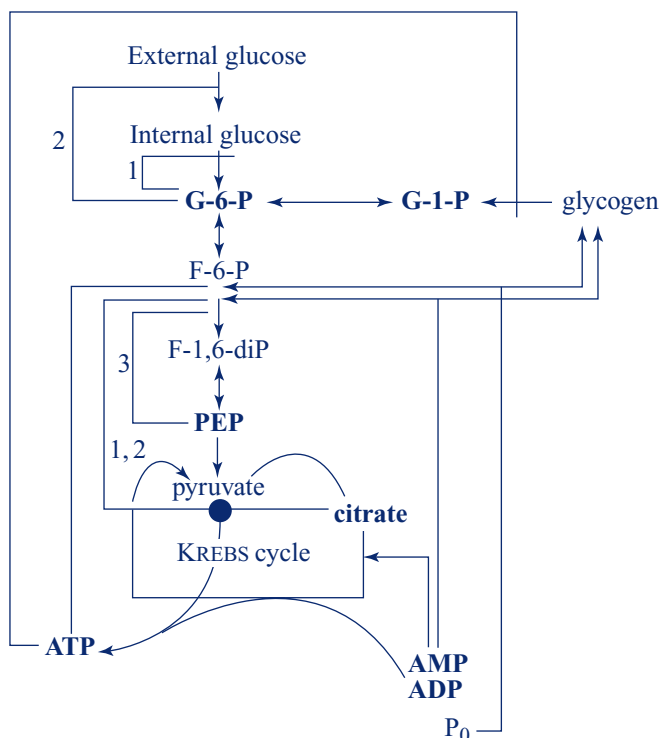 External glucose
2
Internal glucose
1
G-6-P
G-1-P
glycogen
F-6-P
F-1,6-diP
3
PEP
1, 2
pyruvate
citrate
KREBS cycle
ATP
AMP
ADP
P0